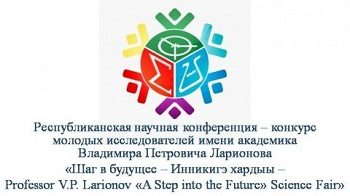 Республиканская научная конференция – конкурс
молодых исследователей имени академика
Владимира Петровича Ларионова
«Шаг в будущее – Инникигэ хардыы –
Professor V.P. Larionov «A Step into the Future» Science Fair»